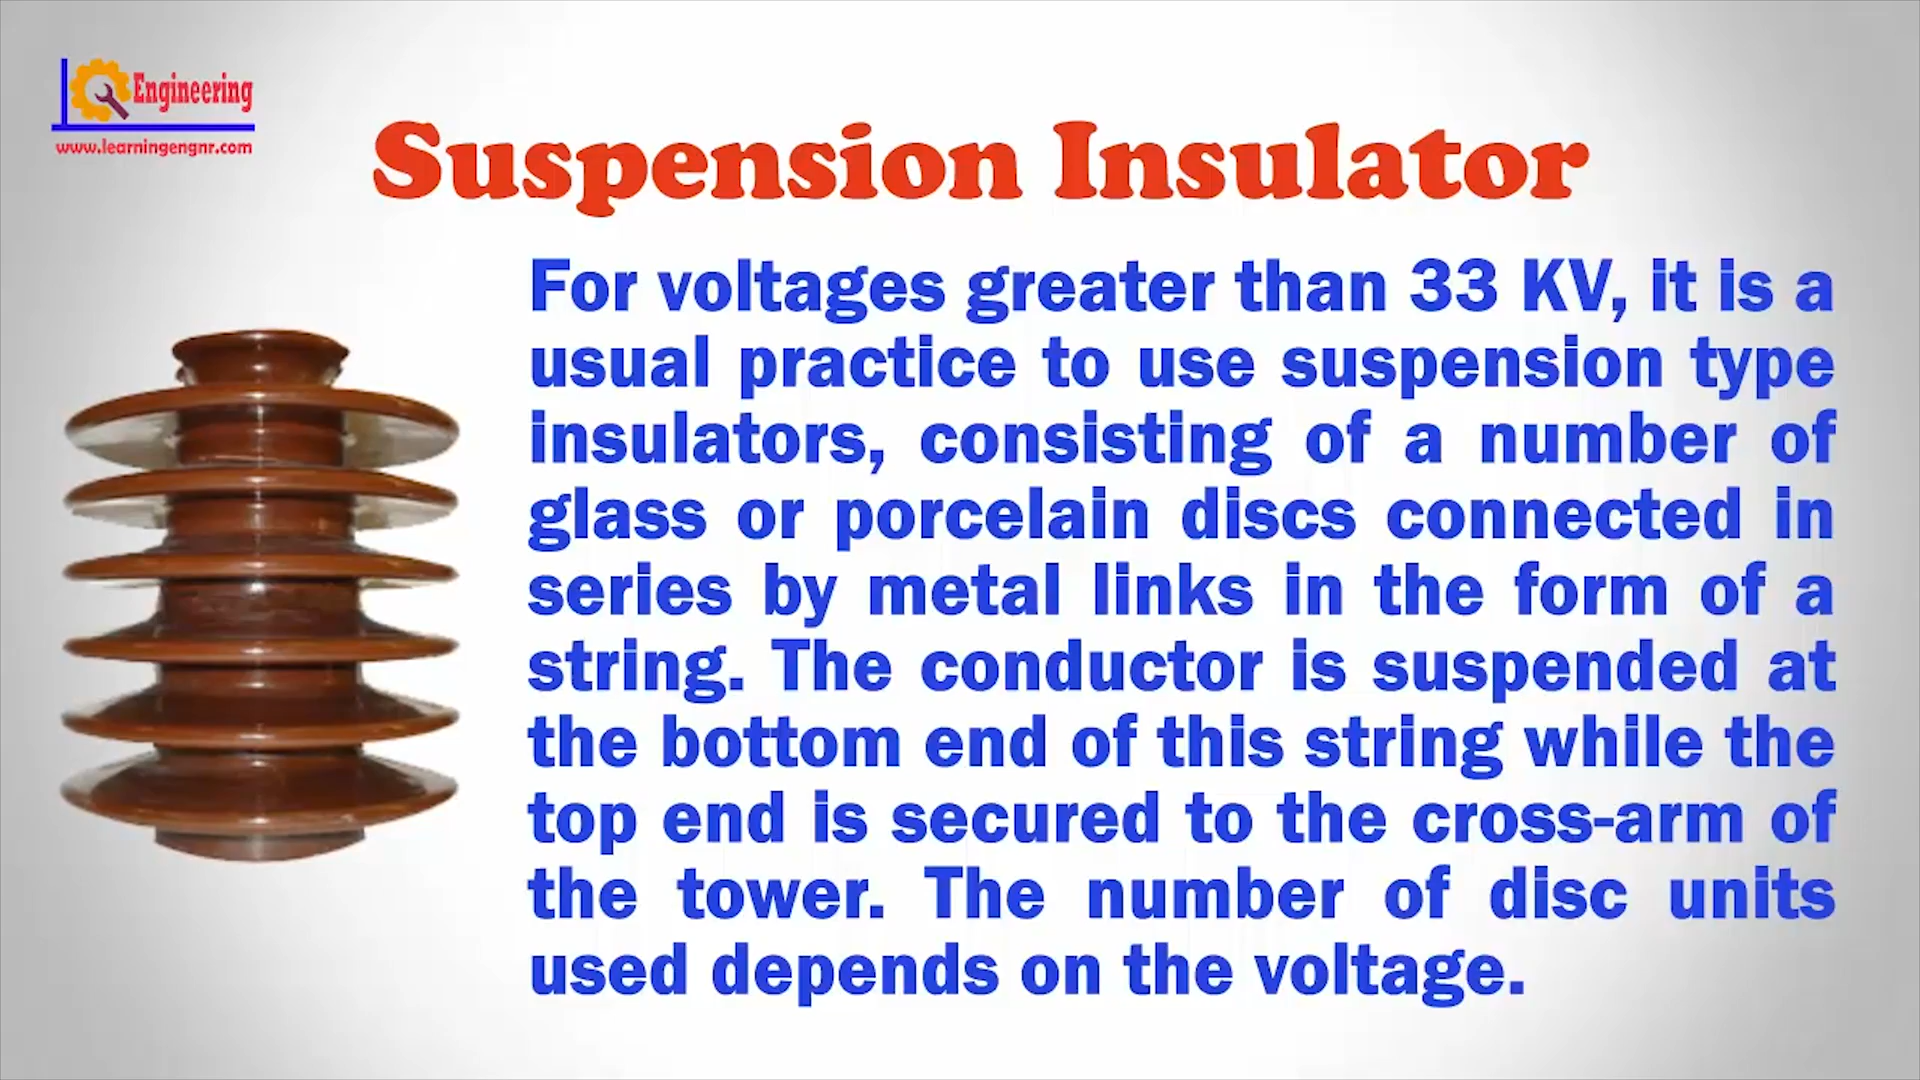 Engineering
www.learningengnr.com
Suspension Insulator
For voltages greater than 33 KV, it is a
usual practice to use suspension type
insulators, consisting of a number of
glass or porcelain discs connected in
series by metal links in the form of a
string. The conductor is suspended at
the bottom end of this string while the
top end is secured to the cross-arm of
the tower. The number of disc units
used depends on the voltage.